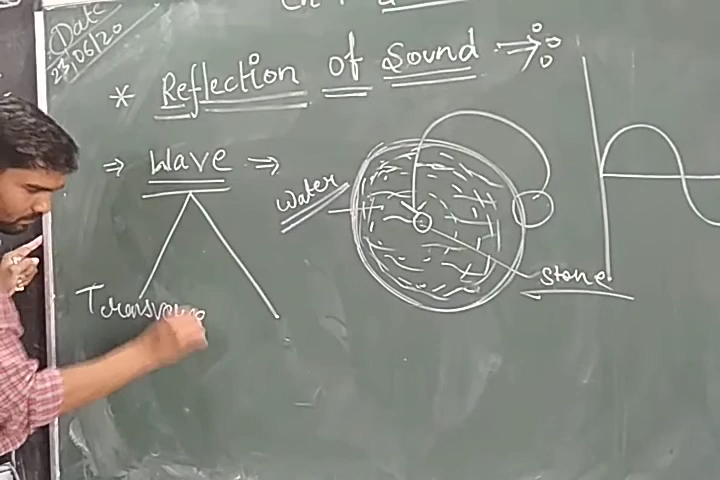 Date
23/06/20
* Reflection of Sound →
⇒ Wave ⇒
Water
Stone
Transverse